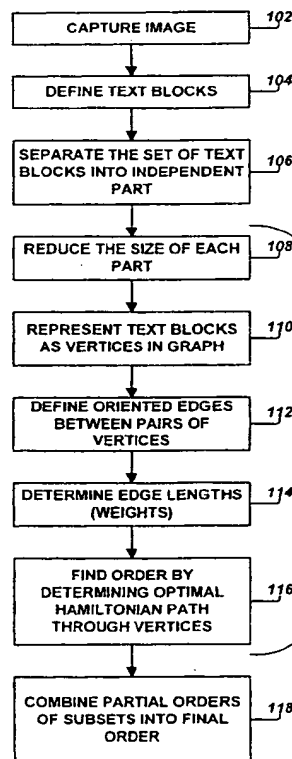 CAPTURE IMAGE
102
DEFINE TEXT BLOCKS
104
SEPARATE THE SET OF TEXT
BLOCKS INTO INDEPENDENT
PART
106
REDUCE THE SIZE OF EACH
PART
108
REPRESENT TEXT BLOCKS
AS VERTICES IN GRAPH
110
DEFINE ORIENTED EDGES
BETWEEN PAIRS OF
VERTICES
112
DETERMINE EDGE LENGTHS
(WEIGHTS)
114
FIND ORDER BY
DETERMINING OPTIMAL
HAMILTONIAN PATH
THROUGH VERTICES
116
COMBINE PARTIAL ORDERS
OF SUBSETS INTO FINAL
ORDER
118